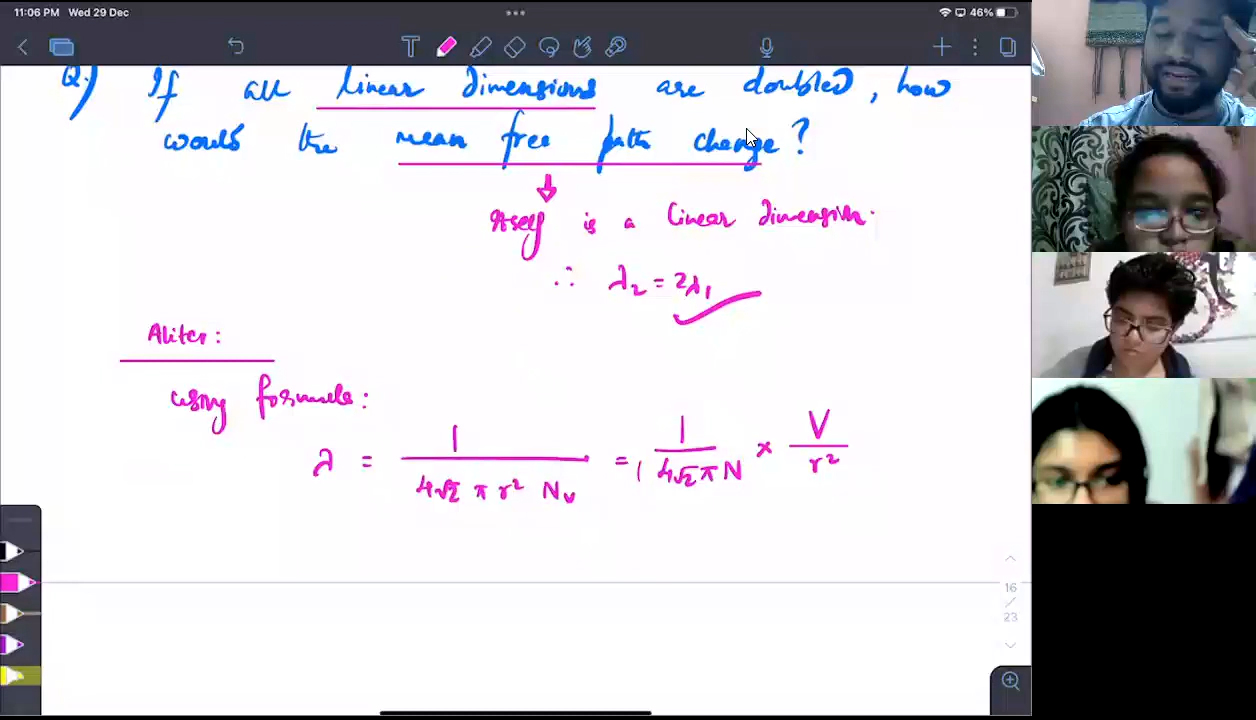 11:06 PM Wed 29 Dec
46%
Q.) If all linear dimensions are doubled, how
would the mean free path change?
Itself is a linear dimension.
∴ λ₂ = 2λ₁
Aliter:
using formula:
λ = 1 / (4√2 π r² Nᵥ) = 1 / (4√2 π N) × V / r²
16
/
23